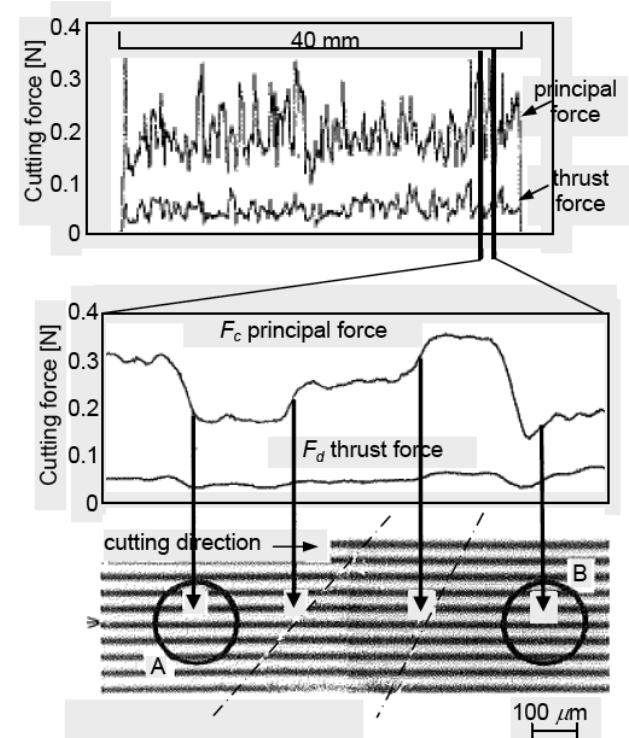 0.4
40 mm
0.3
principal
force
0.2
0.1
thrust
force
0
Cutting force [N]
0.4
Fc principal force
0.3
0.2
Fd thrust force
0.1
0
Cutting force [N]
cutting direction
B
A
100 μm